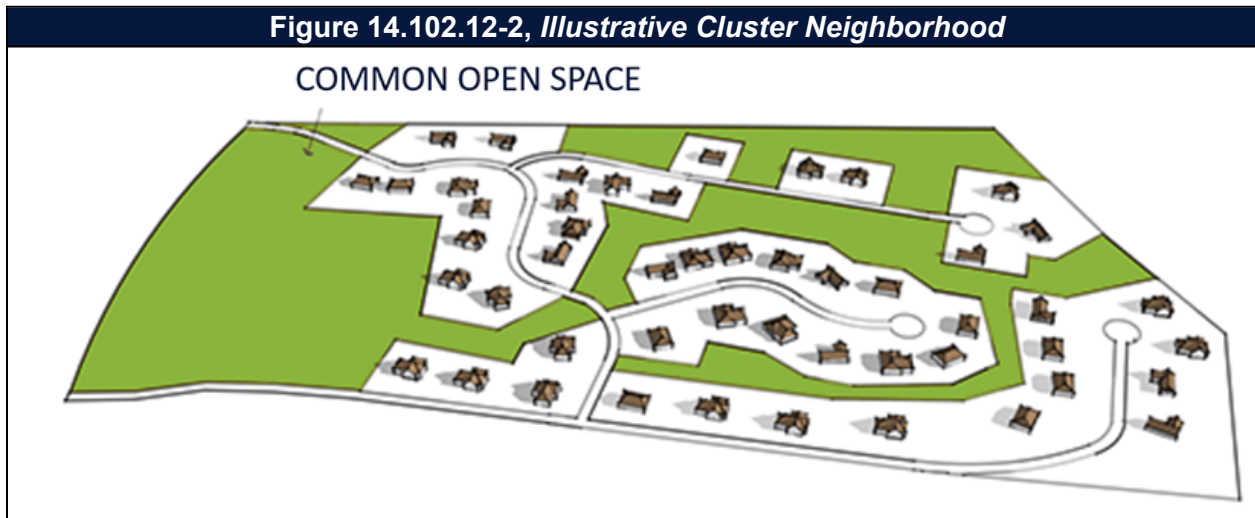 Figure 14.102.12-2, Illustrative Cluster Neighborhood
COMMON OPEN SPACE